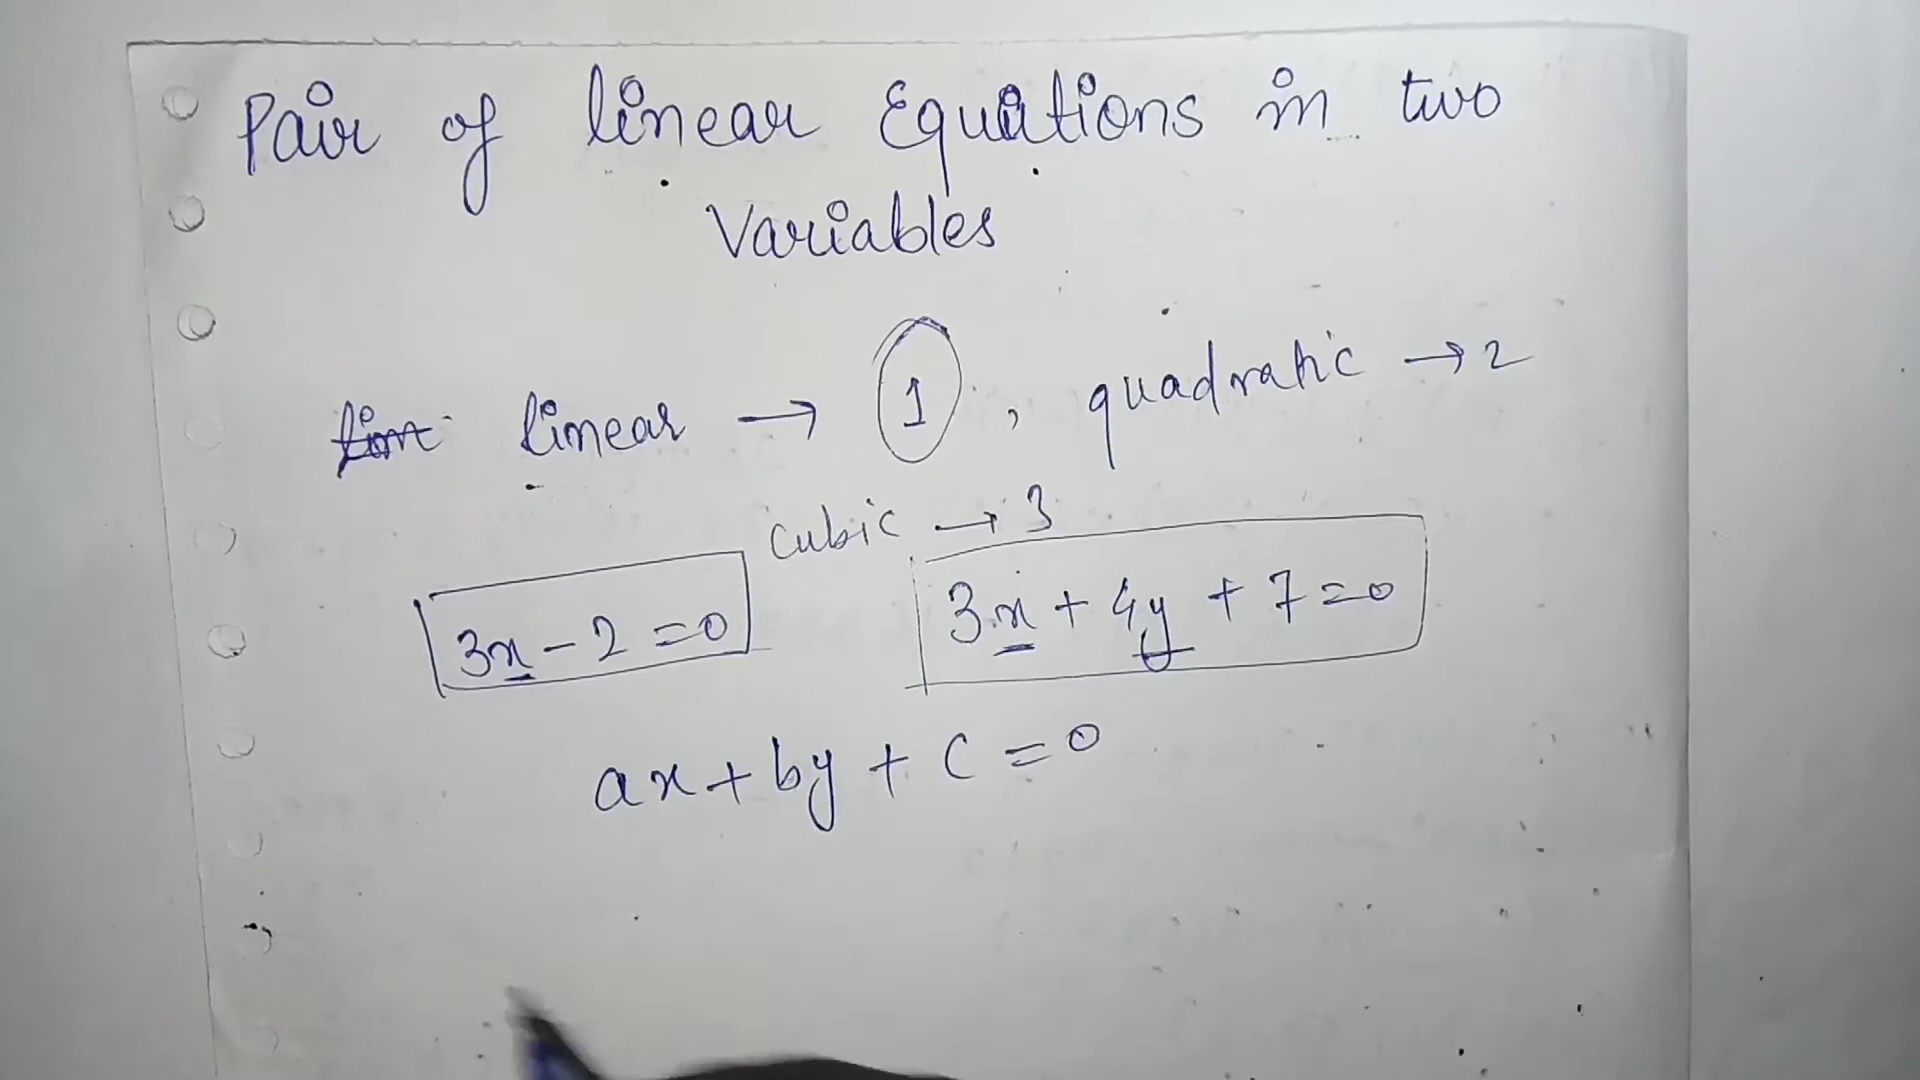 Pair of linear Equations in two
Variables
linear → 1, quadratic → 2
cubic → 3
3x - 2 = 0
3x + 4y + 7 = 0
ax + by + c = 0